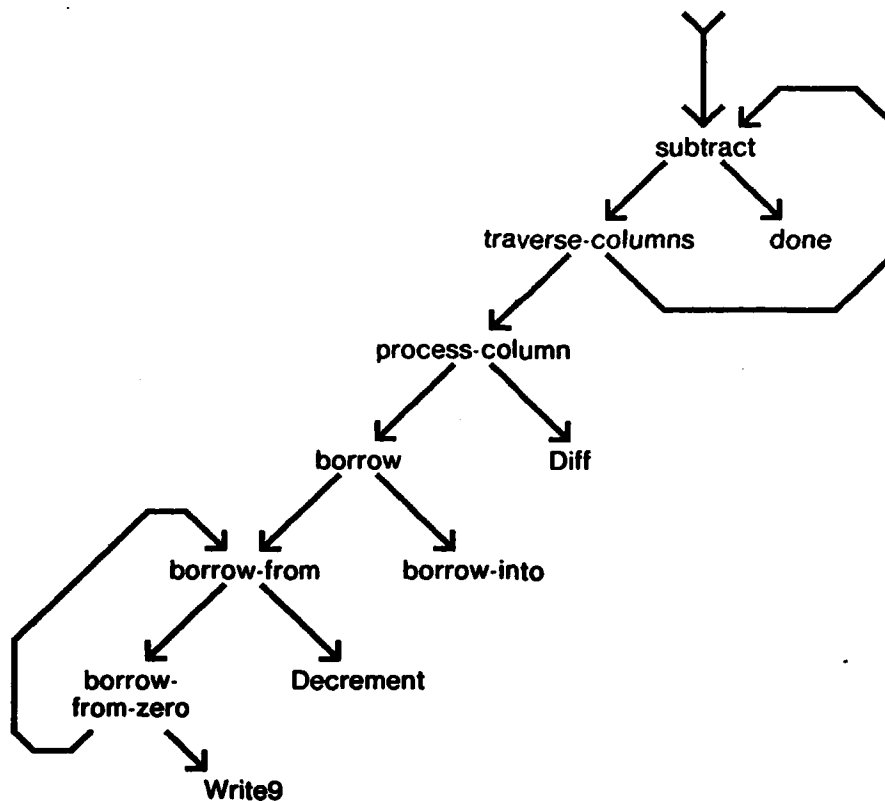 subtract
traverse-columns done
process-column
borrow Diff
borrow-from borrow-into
borrow- Decrement
from-zero
Write9